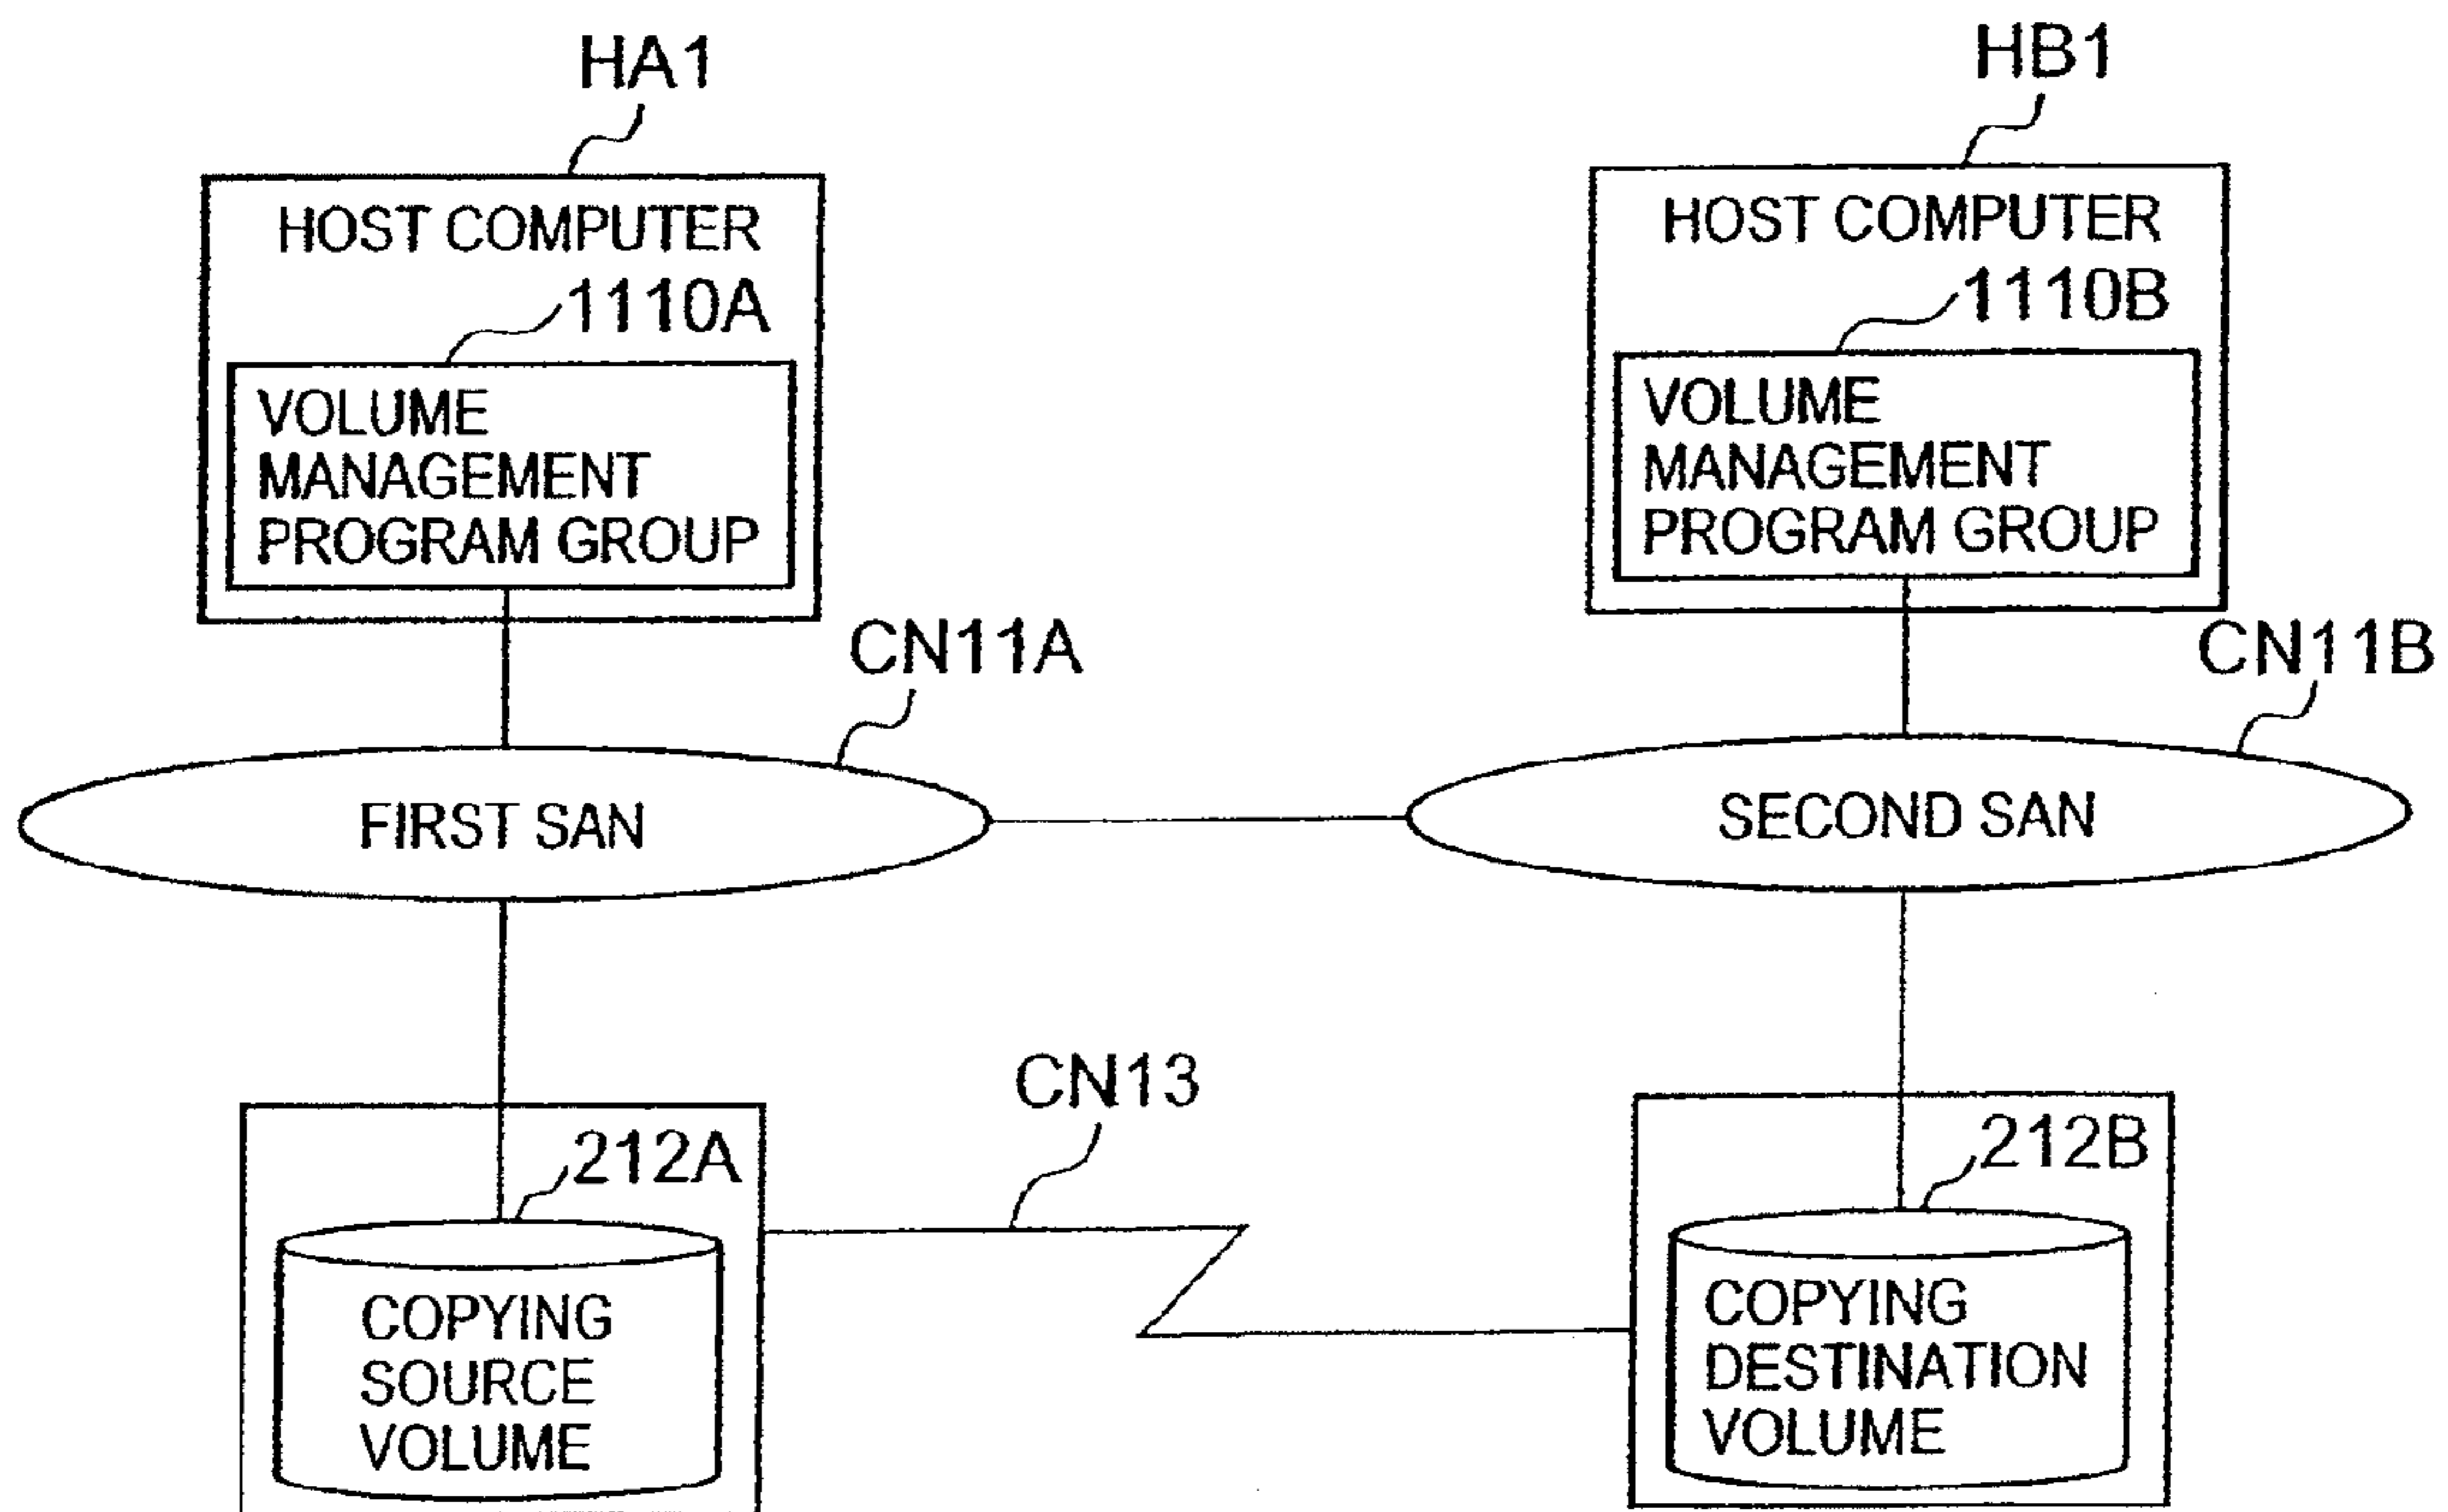 HA1
HB1
HOST COMPUTER
1110A
VOLUME
MANAGEMENT
PROGRAM GROUP
HOST COMPUTER
1110B
VOLUME
MANAGEMENT
PROGRAM GROUP
CN11A
CN11B
FIRST SAN
SECOND SAN
CN13
212A
COPYING
SOURCE
VOLUME
212B
COPYING
DESTINATION
VOLUME